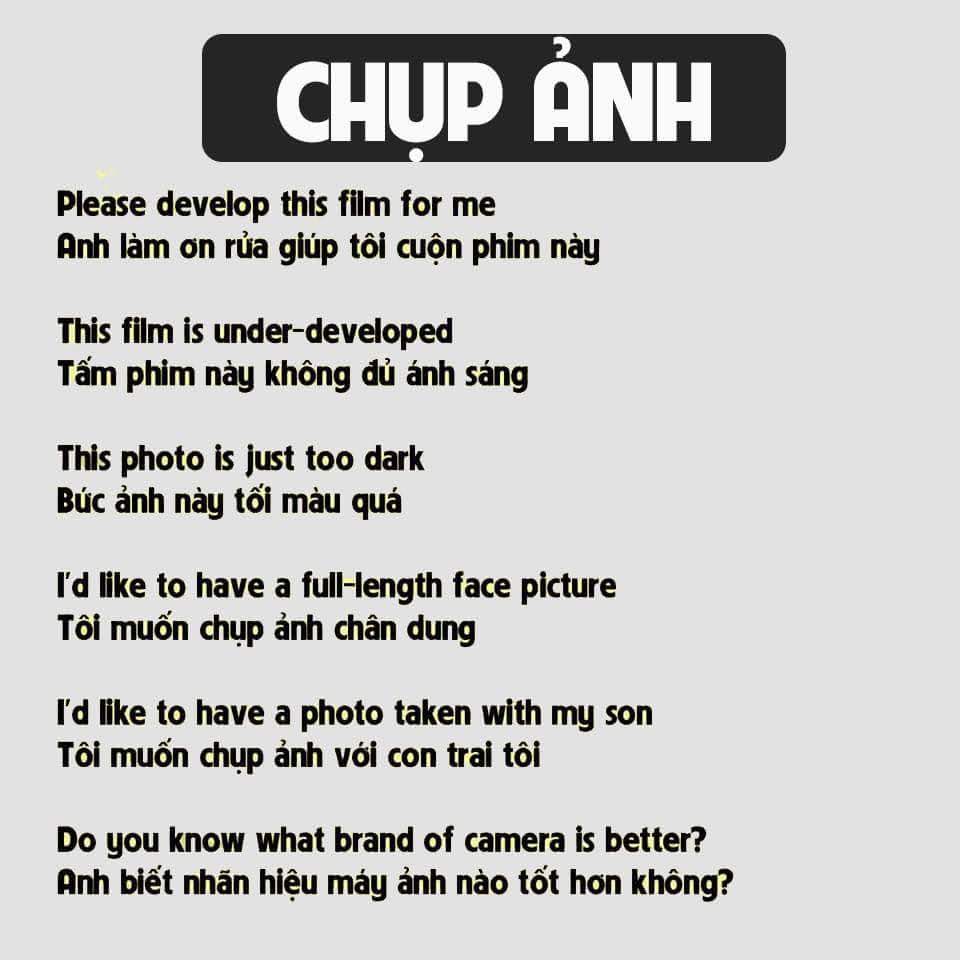 CHỤP ẢNH
Please develop this film for me
Anh làm ơn rửa giúp tôi cuộn phim này
This film is under-developed
Tấm phim này không đủ ánh sáng
This photo is just too dark
Bức ảnh này tối màu quá
I'd like to have a full-length face picture
Tôi muốn chụp ảnh chân dung
I'd like to have a photo taken with my son
Tôi muốn chụp ảnh với con trai tôi
Do you know what brand of camera is better?
Anh biết nhãn hiệu máy ảnh nào tốt hơn không?